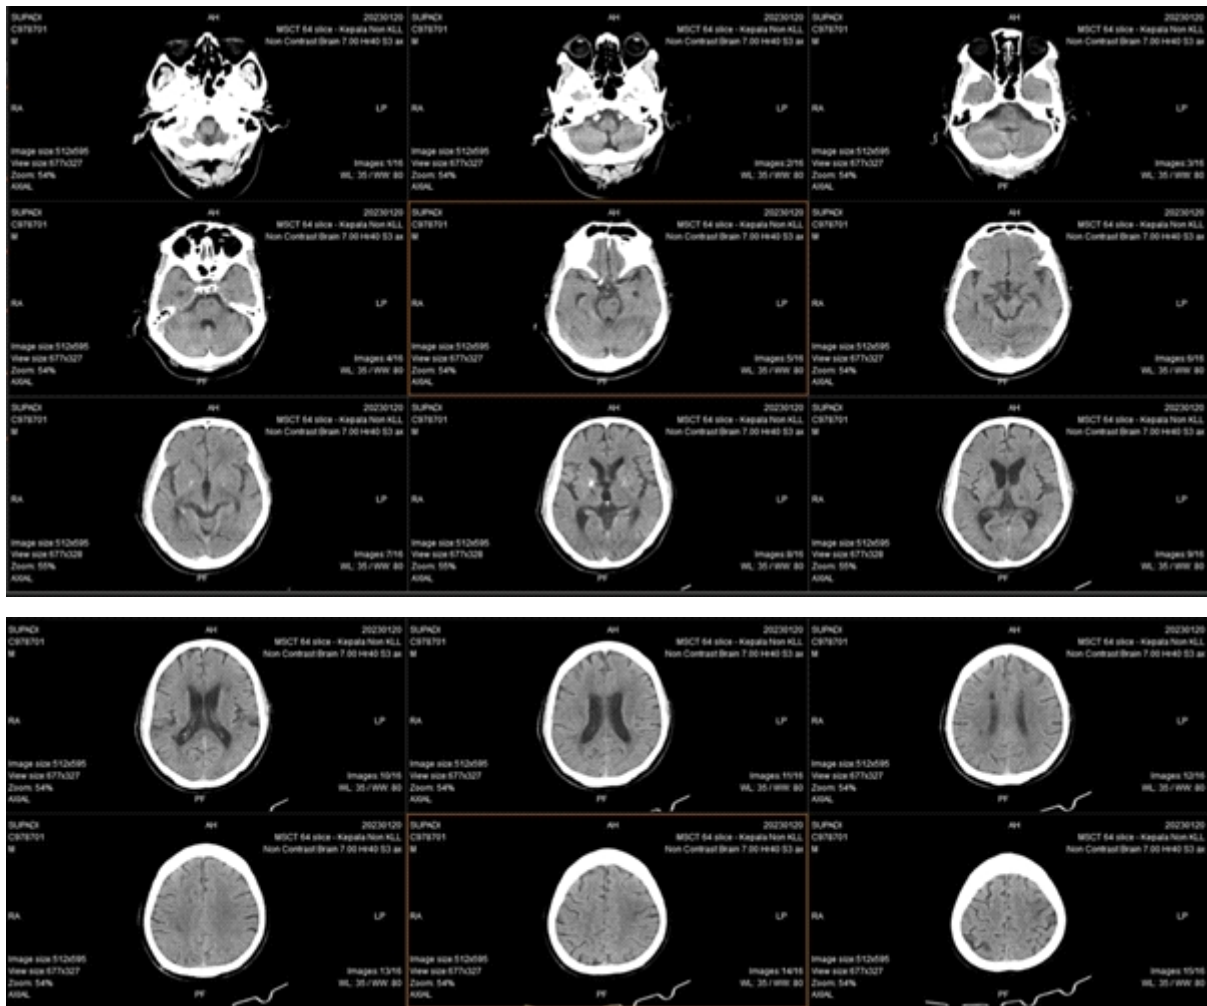 SUPADI AH 20230120
C978701 MSCT 64 slice - Kepala Non KLL
M Non Contrast Brain 7.00 Hr40 S3 ax
RA LP
Image size:512x595
View size:677x327 Images:1/16
Zoom: 54% WL: 35 / WW: 80
AXIAL
SUPADI AH 20230120
C978701 MSCT 64 slice - Kepala Non KLL
M Non Contrast Brain 7.00 Hr40 S3 ax
RA LP
Image size:512x595
View size:677x327 Images:2/16
Zoom: 54% WL: 35 / WW: 80
AXIAL
SUPADI AH 20230120
C978701 MSCT 64 slice - Kepala Non KLL
M Non Contrast Brain 7.00 Hr40 S3 ax
RA LP
Image size:512x595
View size:677x327 Images:3/16
Zoom: 54% WL: 35 / WW: 80
AXIAL PF
SUPADI AH 20230120
C978701 MSCT 64 slice - Kepala Non KLL
M Non Contrast Brain 7.00 Hr40 S3 ax
RA LP
Image size:512x595
View size:677x327 Images:4/16
Zoom: 54% WL: 35 / WW: 80
AXIAL PF
SUPADI AH 20230120
C978701 MSCT 64 slice - Kepala Non KLL
M Non Contrast Brain 7.00 Hr40 S3 ax
RA LP
Image size:512x595
View size:677x327 Images:5/16
Zoom: 54% WL: 35 / WW: 80
AXIAL PF
SUPADI AH 20230120
C978701 MSCT 64 slice - Kepala Non KLL
M Non Contrast Brain 7.00 Hr40 S3 ax
RA LP
Image size:512x595
View size:677x327 Images:6/16
Zoom: 54% WL: 35 / WW: 80
AXIAL PF
SUPADI AH 20230120
C978701 MSCT 64 slice - Kepala Non KLL
M Non Contrast Brain 7.00 Hr40 S3 ax
RA LP
Image size:512x595
View size:677x328 Images:7/16
Zoom: 55% WL: 35 / WW: 80
AXIAL PF
SUPADI AH 20230120
C978701 MSCT 64 slice - Kepala Non KLL
M Non Contrast Brain 7.00 Hr40 S3 ax
RA LP
Image size:512x595
View size:677x328 Images:8/16
Zoom: 55% WL: 35 / WW: 80
AXIAL PF
SUPADI AH 20230120
C978701 MSCT 64 slice - Kepala Non KLL
M Non Contrast Brain 7.00 Hr40 S3 ax
RA LP
Image size:512x595
View size:677x328 Images:9/16
Zoom: 55% WL: 35 / WW: 80
AXIAL PF
SUPADI AH 20230120
C978701 MSCT 64 slice - Kepala Non KLL
M Non Contrast Brain 7.00 Hr40 S3 ax
RA LP
Image size:512x595
View size:677x327 Images:10/16
Zoom: 54% WL: 35 / WW: 80
AXIAL PF
SUPADI AH 20230120
C978701 MSCT 64 slice - Kepala Non KLL
M Non Contrast Brain 7.00 Hr40 S3 ax
RA LP
Image size:512x595
View size:677x327 Images:11/16
Zoom: 54% WL: 35 / WW: 80
AXIAL PF
SUPADI AH 20230120
C978701 MSCT 64 slice - Kepala Non KLL
M Non Contrast Brain 7.00 Hr40 S3 ax
RA LP
Image size:512x595
View size:677x327 Images:12/16
Zoom: 54% WL: 35 / WW: 80
AXIAL PF
SUPADI AH 20230120
C978701 MSCT 64 slice - Kepala Non KLL
M Non Contrast Brain 7.00 Hr40 S3 ax
RA LP
Image size:512x595
View size:677x327 Images:13/16
Zoom: 54% WL: 35 / WW: 80
AXIAL
SUPADI AH 20230120
C978701 MSCT 64 slice - Kepala Non KLL
M Non Contrast Brain 7.00 Hr40 S3 ax
RA LP
Image size:512x595
View size:677x327 Images:14/16
Zoom: 54% WL: 35 / WW: 80
AXIAL
SUPADI AH 20230120
C978701 MSCT 64 slice - Kepala Non KLL
M Non Contrast Brain 7.00 Hr40 S3 ax
RA LP
Image size:512x595
View size:677x327 Images:15/16
Zoom: 54% WL: 35 / WW: 80
AXIAL